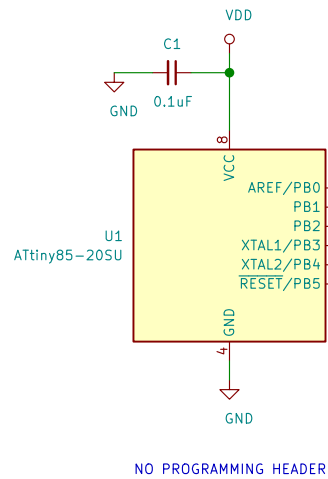 VDD
C1
0.1uF
GND
8
VCC
AREF/PB0
PB1
PB2
XTAL1/PB3
XTAL2/PB4
RESET/PB5
U1
ATtiny85-20SU
GND
4
GND
NO PROGRAMMING HEADER